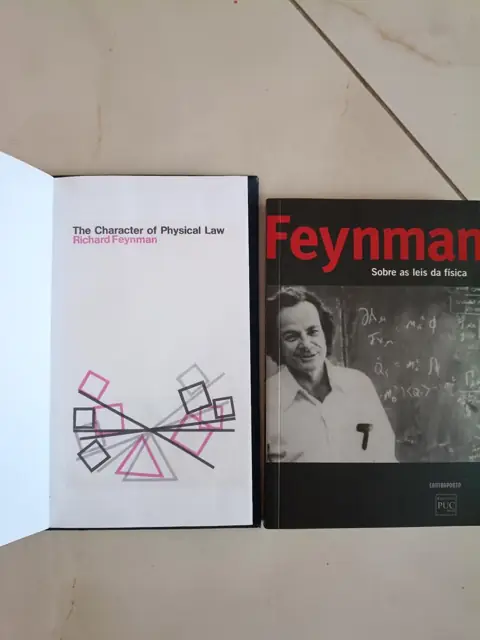 The Character of Physical Law
Richard Feynman
Feynman
Sobre as leis da física
CONTRAPONTO
PUC